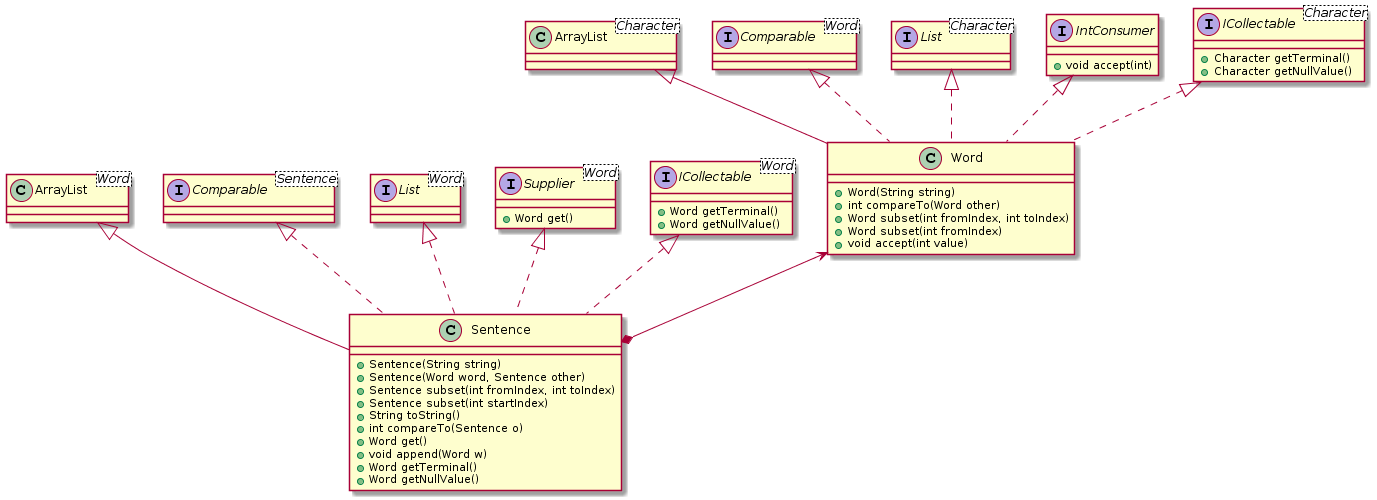 C ArrayList Character
I Comparable Word
I List Character
I IntConsumer
void accept(int)
I ICollectable Character
Character getTerminal()
Character getNullValue()
C Word
Word(String string)
int compareTo(Word other)
Word subset(int fromIndex, int toIndex)
Word subset(int fromIndex)
void accept(int value)
C ArrayList Word
I Comparable Sentence
I List Word
I Supplier Word
Word get()
I ICollectable Word
Word getTerminal()
Word getNullValue()
C Sentence
Sentence(String string)
Sentence(Word word, Sentence other)
Sentence subset(int fromIndex, int toIndex)
Sentence subset(int startIndex)
String toString()
int compareTo(Sentence o)
Word get()
void append(Word w)
Word getTerminal()
Word getNullValue()